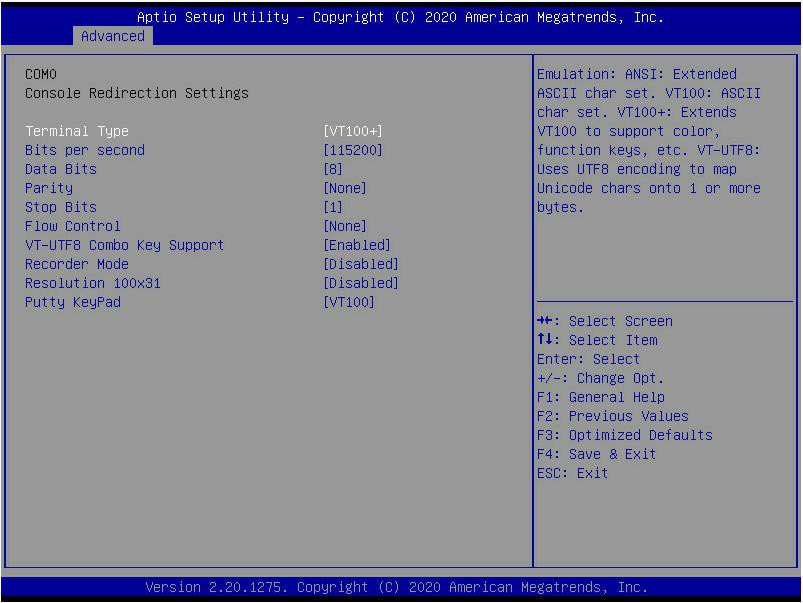 Aptio Setup Utility – Copyright (C) 2020 American Megatrends, Inc.
Advanced
COM0
Console Redirection Settings
Terminal Type [VT100+]
Bits per second [115200]
Data Bits [8]
Parity [None]
Stop Bits [1]
Flow Control [None]
VT-UTF8 Combo Key Support [Enabled]
Recorder Mode [Disabled]
Resolution 100x31 [Disabled]
Putty KeyPad [VT100]
Emulation: ANSI: Extended
ASCII char set. VT100: ASCII
char set. VT100+: Extends
VT100 to support color,
function keys, etc. VT-UTF8:
Uses UTF8 encoding to map
Unicode chars onto 1 or more
bytes.
→←: Select Screen
↑↓: Select Item
Enter: Select
+/-: Change Opt.
F1: General Help
F2: Previous Values
F3: Optimized Defaults
F4: Save & Exit
ESC: Exit
Version 2.20.1275. Copyright (C) 2020 American Megatrends, Inc.